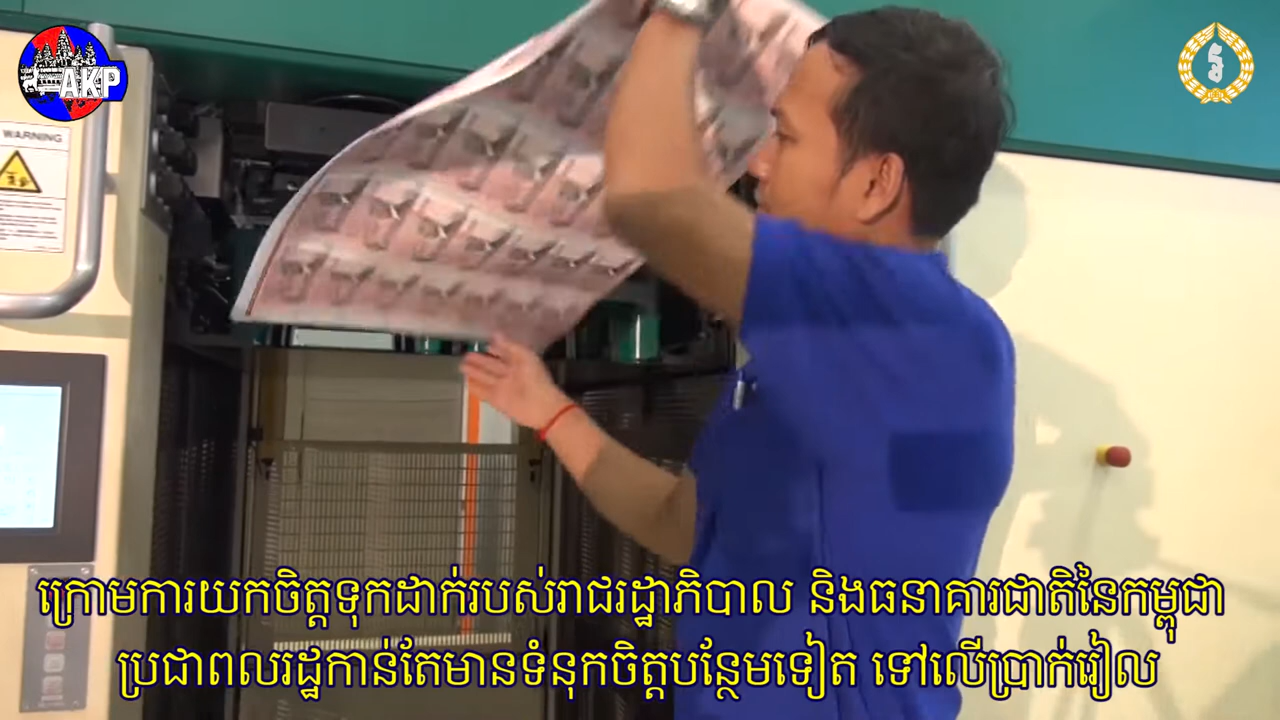 AKP
WARNING
ក្រោមការយកចិត្តទុកដាក់របស់រាជរដ្ឋាភិបាល និងធនាគារជាតិនៃកម្ពុជា
ប្រជាពលរដ្ឋកាន់តែមានទំនុកចិត្តបន្ថែមទៀត ទៅលើប្រាក់រៀល